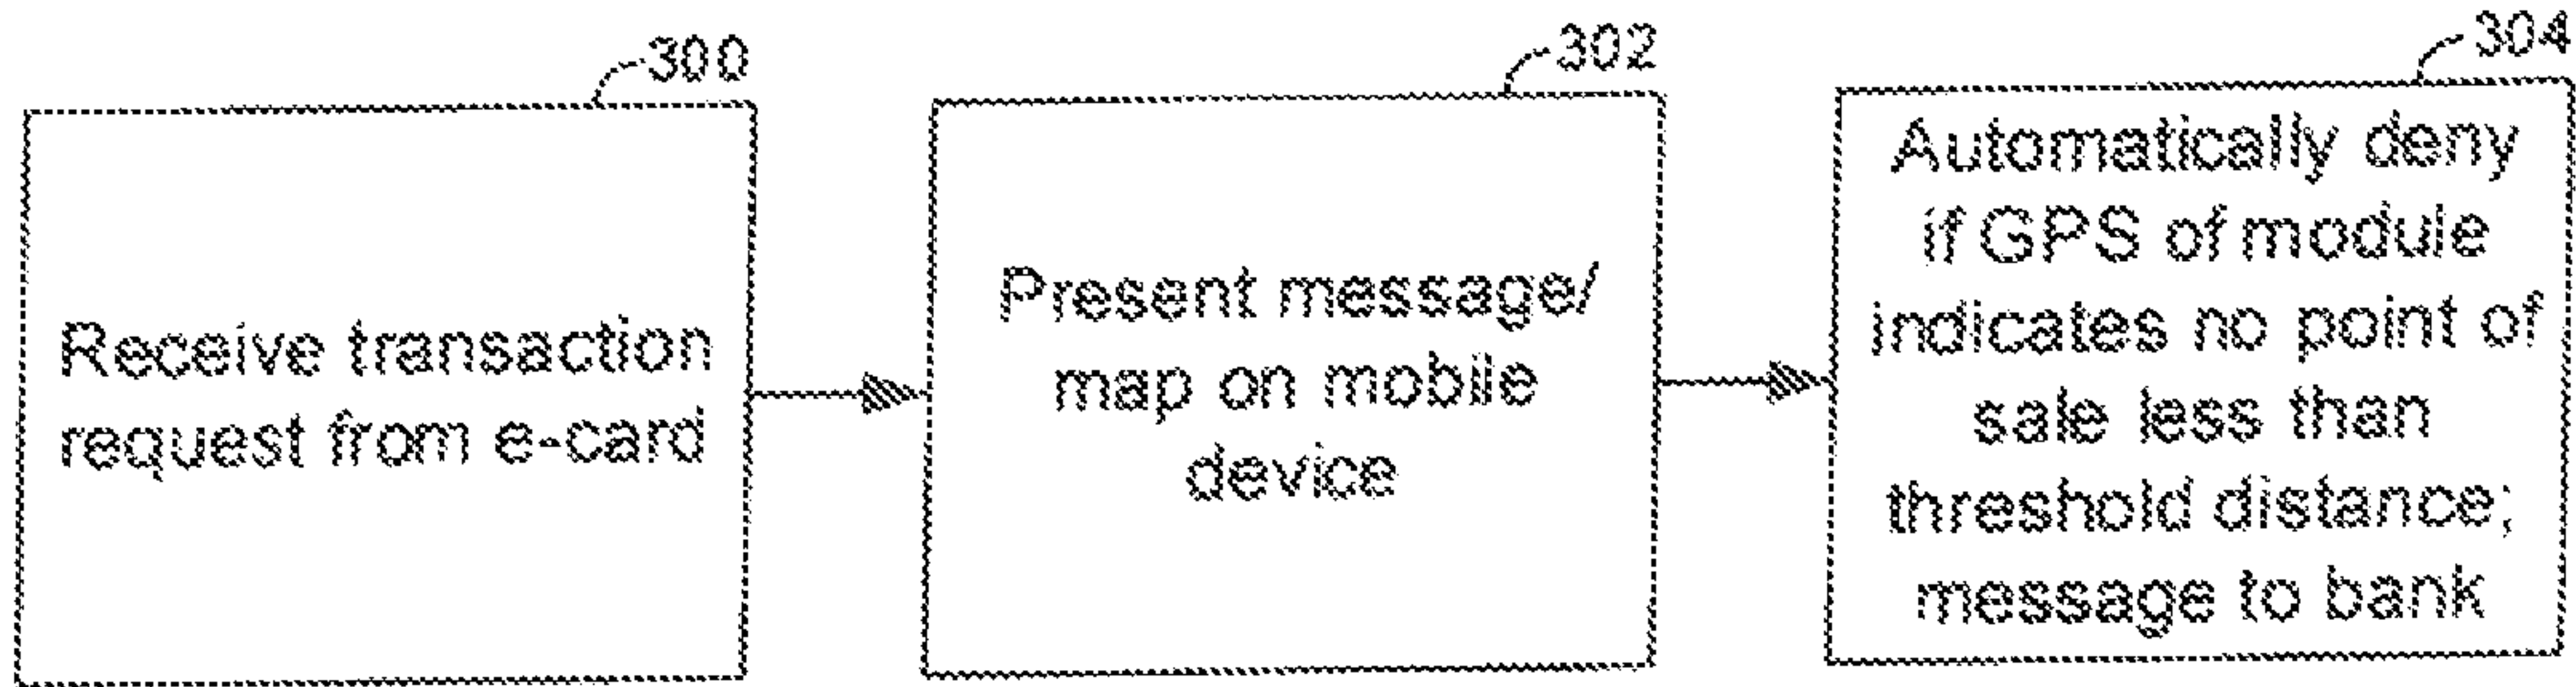 300
Receive transaction
request from e-card
302
Present message/
map on mobile
device
304
Automatically deny
if GPS of module
indicates no point of
sale less than
threshold distance;
message to bank